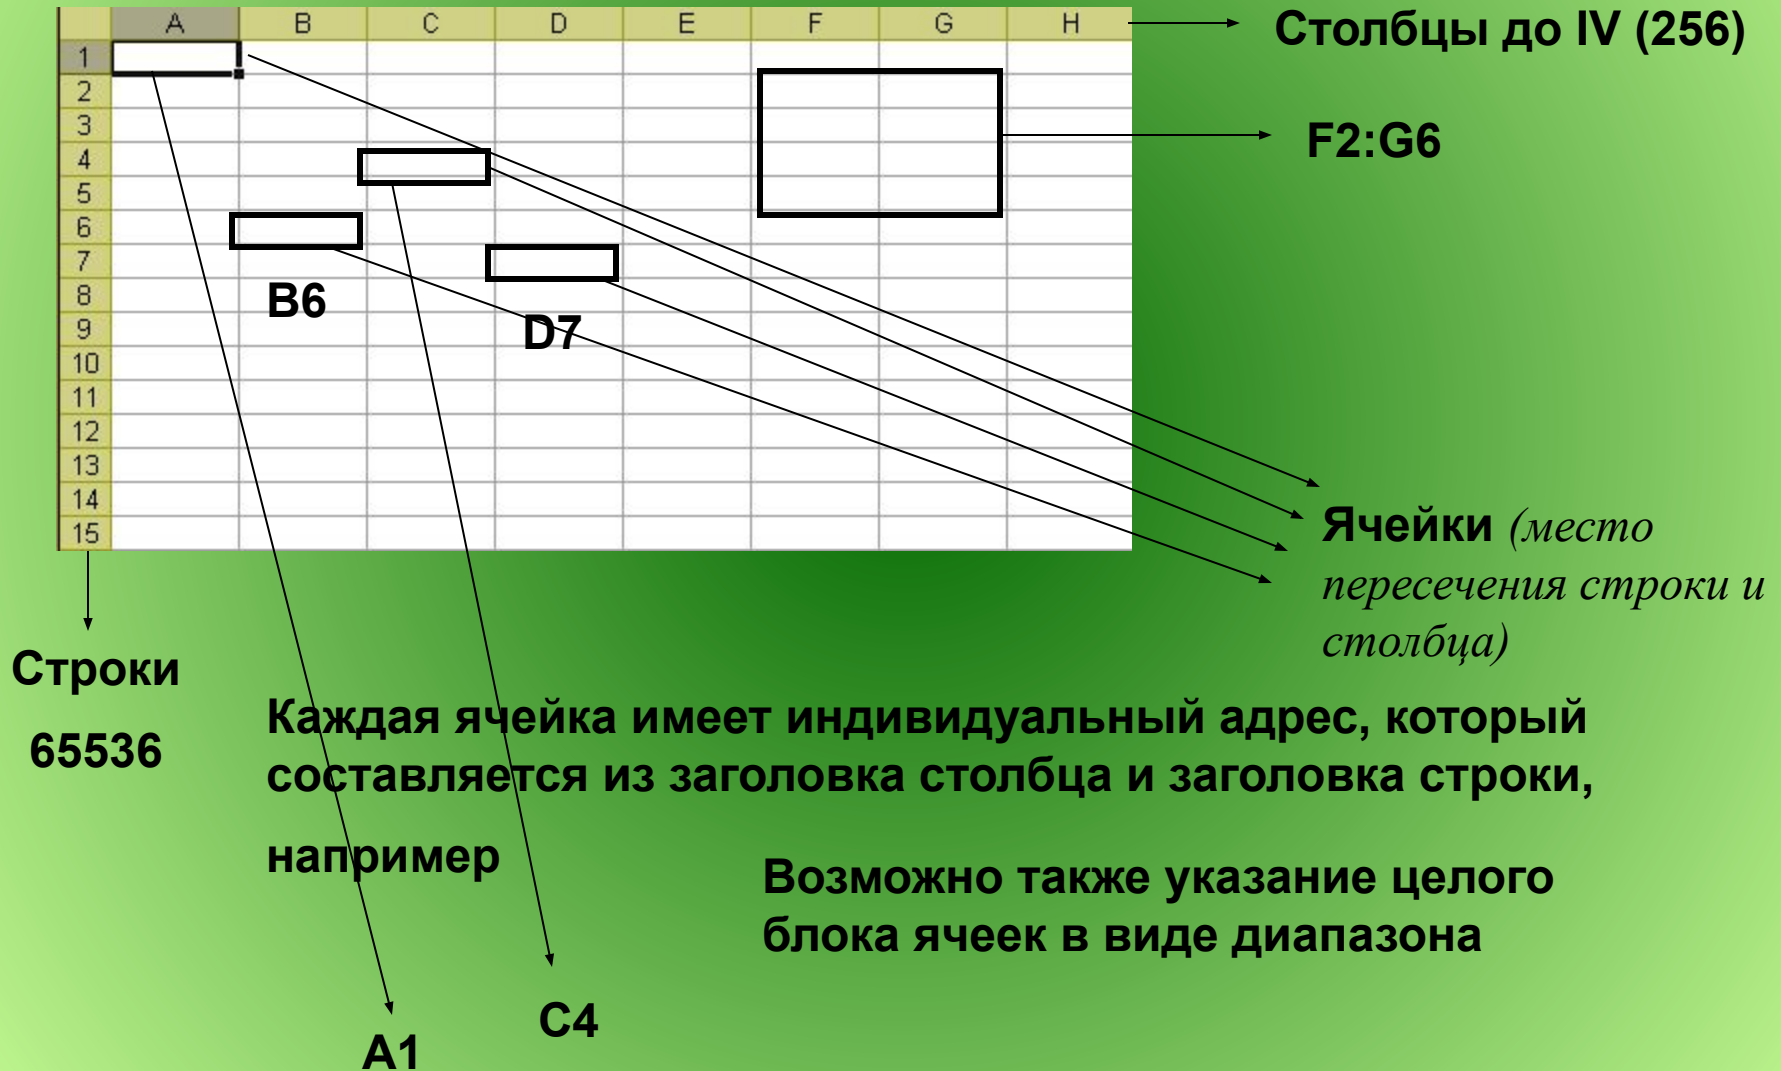 A B C D E F G H
Столбцы до IV (256)
1
2
3
F2:G6
4
5
6
7
8
B6
9
D7
10
11
12
13
14
15
Ячейки (место
пересечения строки и
столбца)
Строки
65536
Каждая ячейка имеет индивидуальный адрес, который
составляется из заголовка столбца и заголовка строки,
например
Возможно также указание целого
блока ячеек в виде диапазона
C4
A1